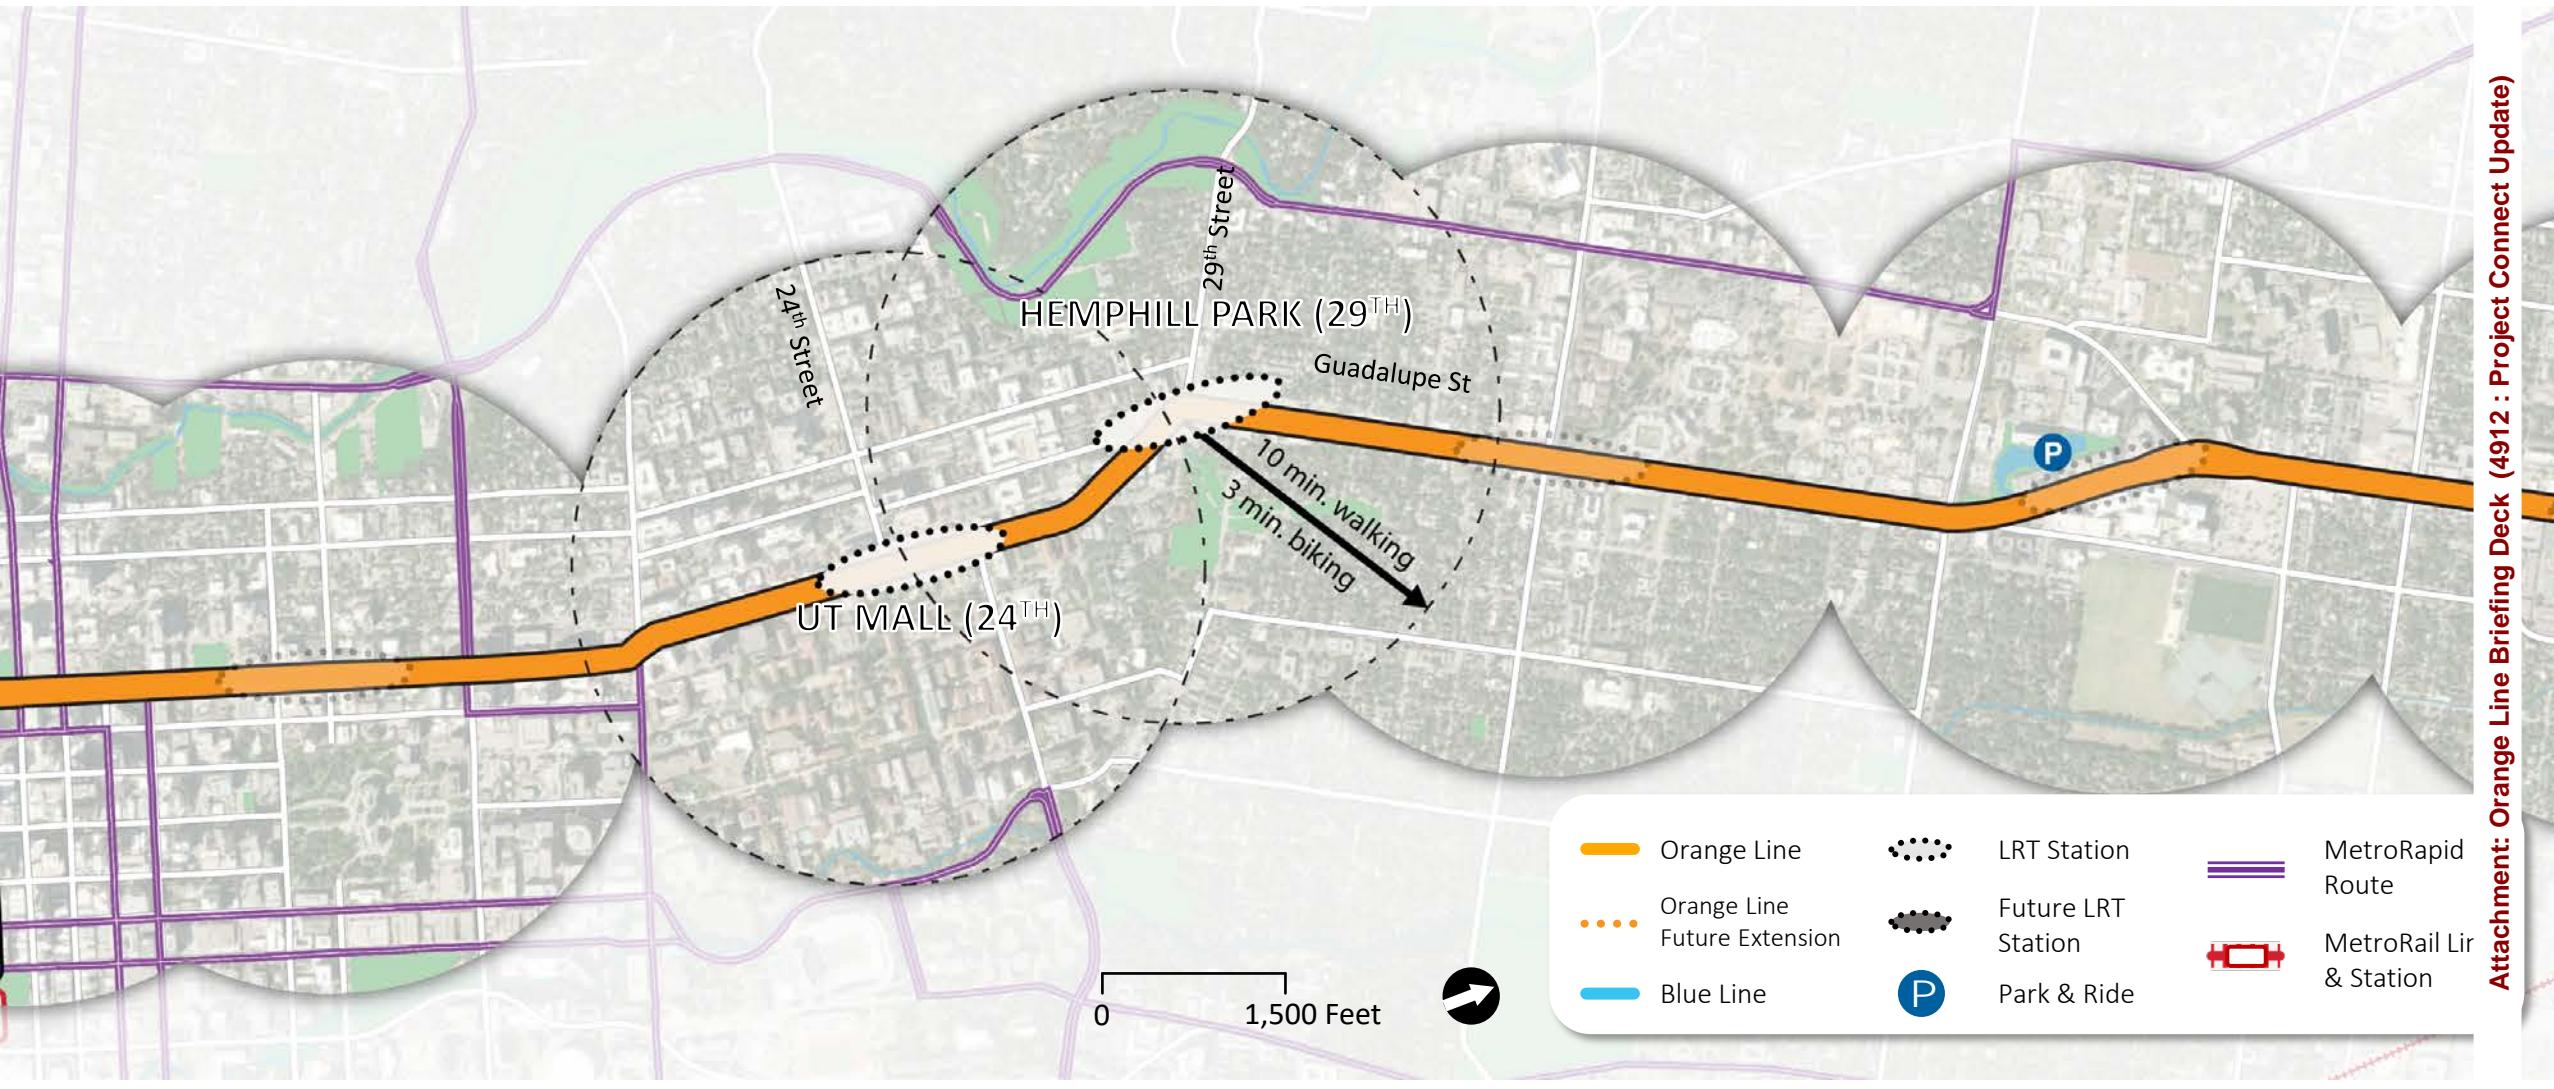 24th Street
29th Street
HEMPHILL PARK (29TH)
Guadalupe St
10 min. walking
3 min. biking
UT MALL (24TH)
P
0
1,500 Feet
Orange Line
Orange Line
Future Extension
Blue Line
LRT Station
Future LRT
Station
P
Park & Ride
MetroRapid
Route
MetroRail Lir
& Station
Attachment: Orange Line Briefing Deck (4912 : Project Connect Update)